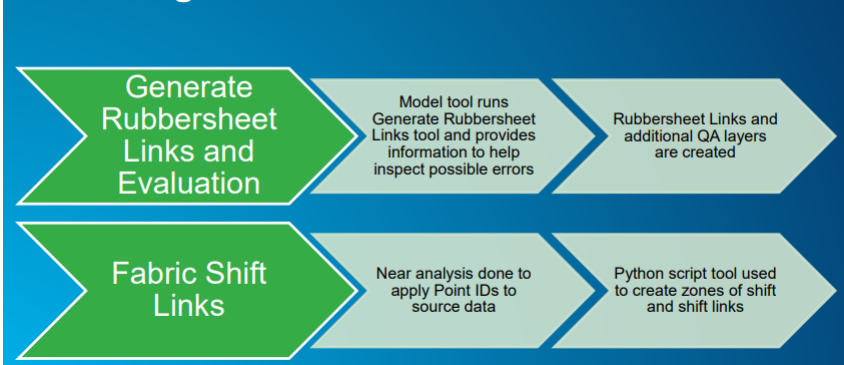 Generate
Rubbersheet
Links and
Evaluation
Model tool runs
Generate Rubbersheet
Links tool and provides
information to help
inspect possible errors
Rubbersheet Links and
additional QA layers
are created
Fabric Shift
Links
Near analysis done to
apply Point IDs to
source data
Python script tool used
to create zones of shift
and shift links